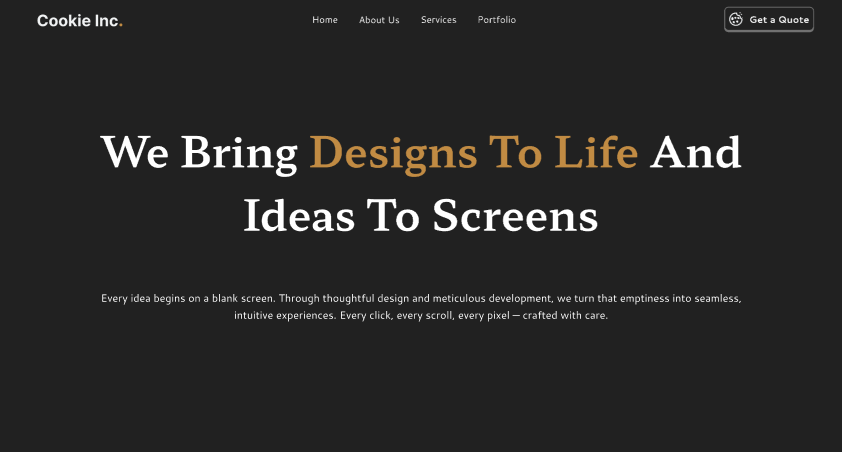 Cookie Inc.
Home
About Us
Services
Portfolio
Get a Quote
We Bring Designs To Life And
Ideas To Screens
Every idea begins on a blank screen. Through thoughtful design and meticulous development, we turn that emptiness into seamless,
intuitive experiences. Every click, every scroll, every pixel — crafted with care.